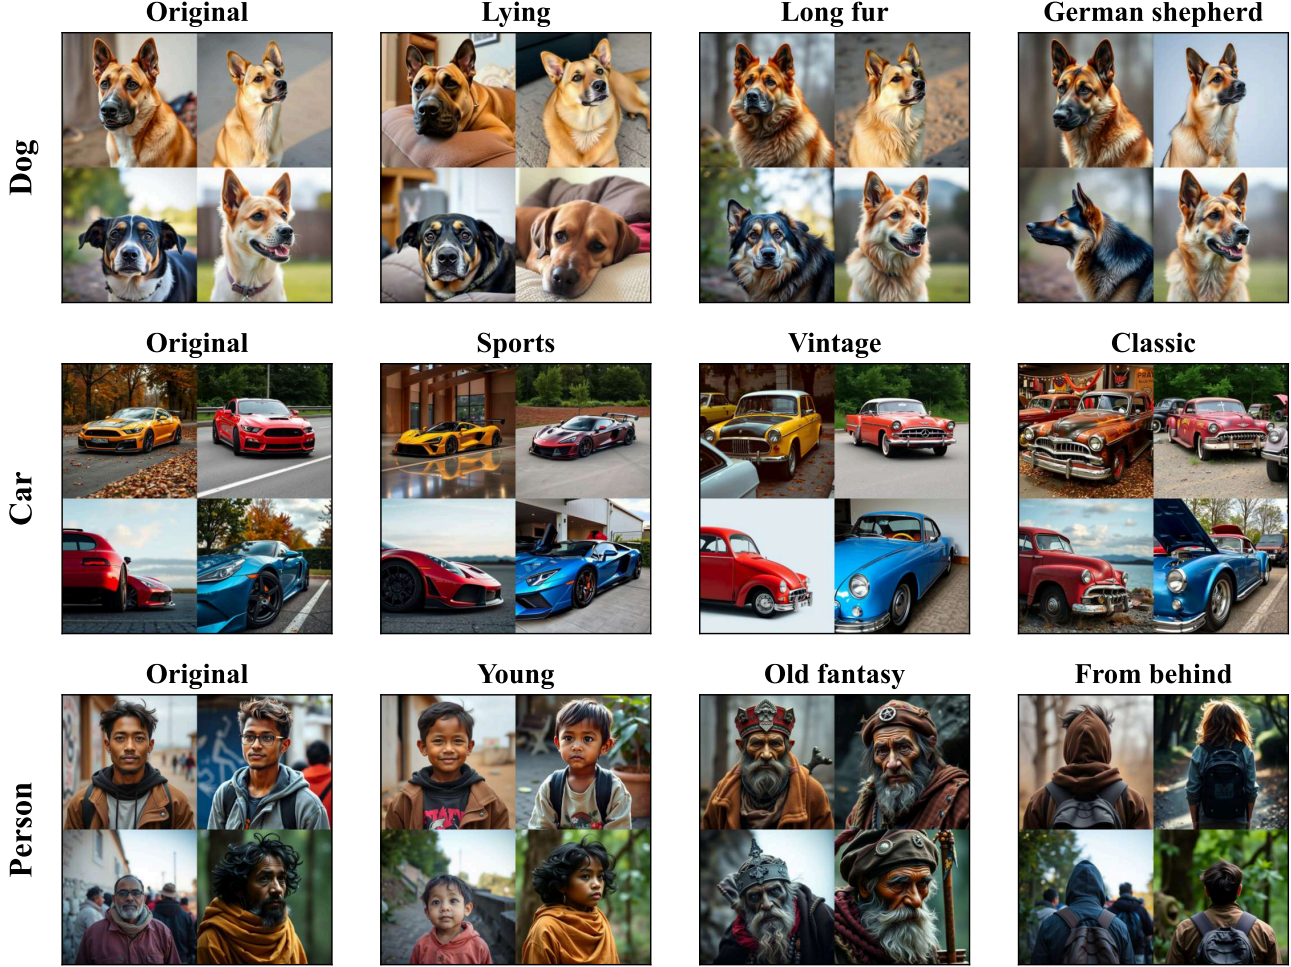 Original
Lying
Long fur
German shepherd
Dog
Original
Sports
Vintage
Classic
Car
Original
Young
Old fantasy
From behind
Person